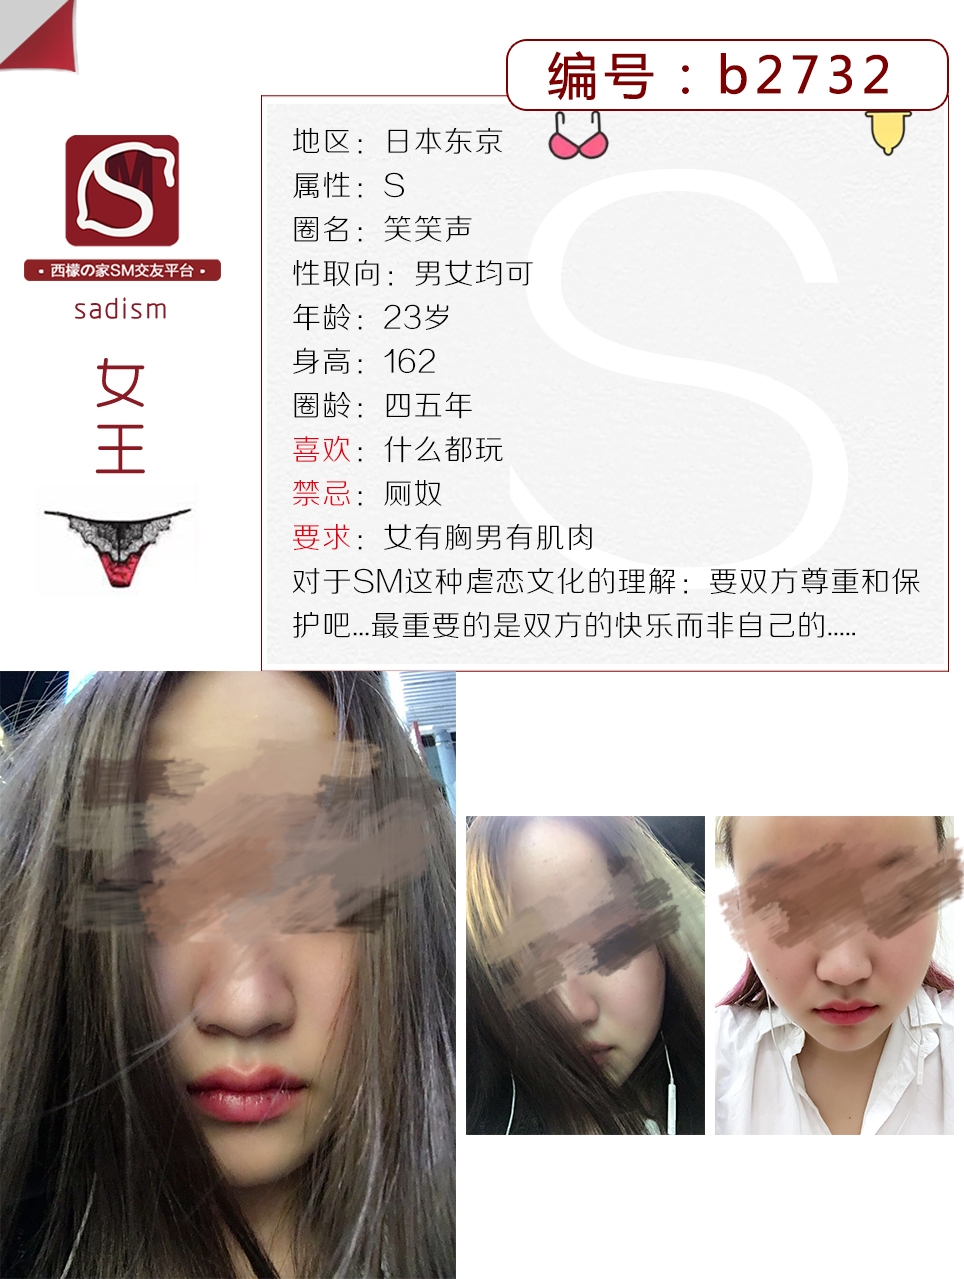 编号：b2732
SM
·西檬の家SM交友平台·
sadism
女王
地区：日本东京
属性：S
圈名：笑笑声
性取向：男女均可
年龄：23岁
身高：162
圈龄：四五年
喜欢：什么都玩
禁忌：厕奴
要求：女有胸男有肌肉
对于SM这种虐恋文化的理解：要双方尊重和保
护吧...最重要的是双方的快乐而非自己的.....
S